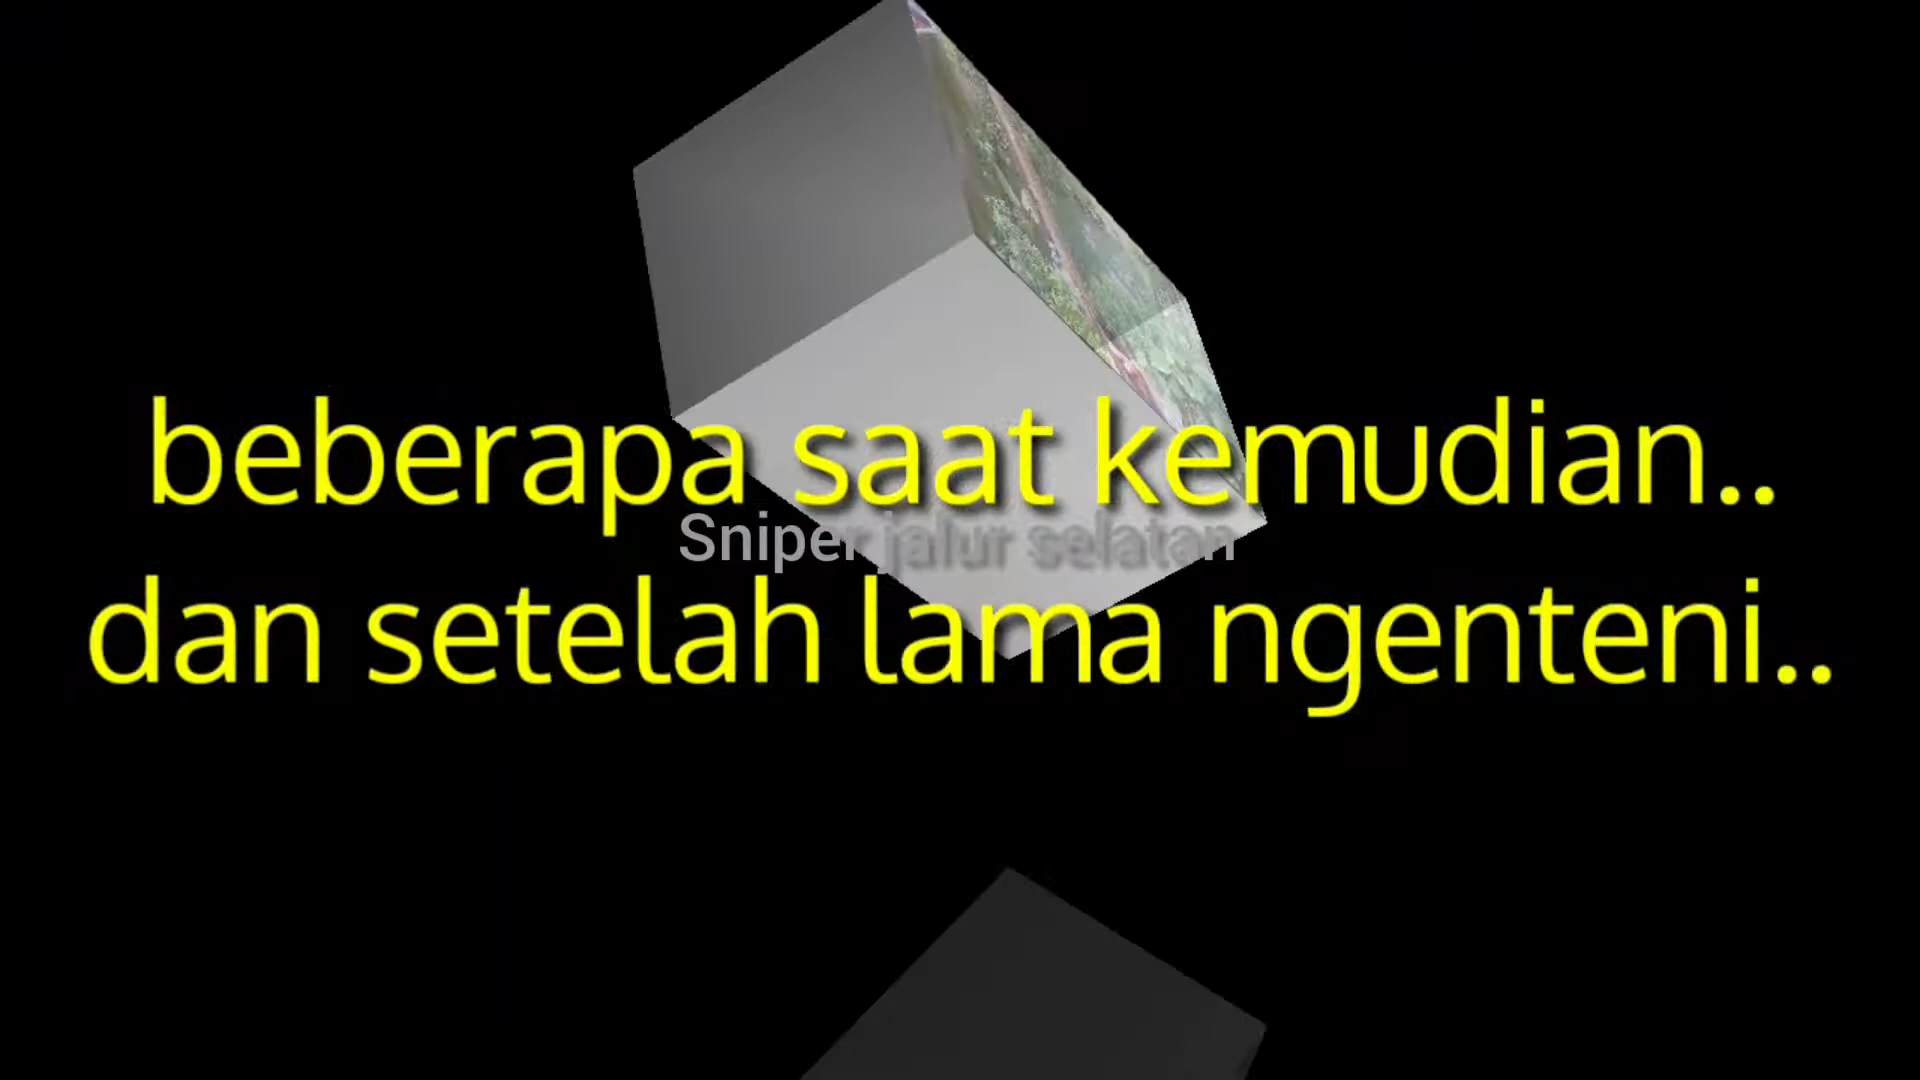 beberapa saat kemudian..
Sniper jalur selatan
dan setelah lama ngenteni..